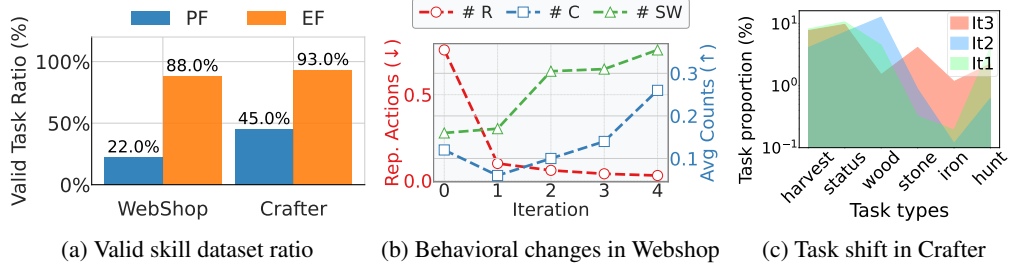 PF EF
Valid Task Ratio (%)
100%
50%
0%
22.0%
88.0%
45.0%
93.0%
WebShop Crafter
(a) Valid skill dataset ratio
# R # C # SW
Rep. Actions (↓)
0.5
0.0
0.3
0.2
0.1
Avg Counts (↑)
0 1 2 3 4
Iteration
(b) Behavioral changes in Webshop
Task proportion (%)
10¹
10⁰
10⁻¹
It3
It2
It1
harvest status wood stone iron hunt
Task types
(c) Task shift in Crafter